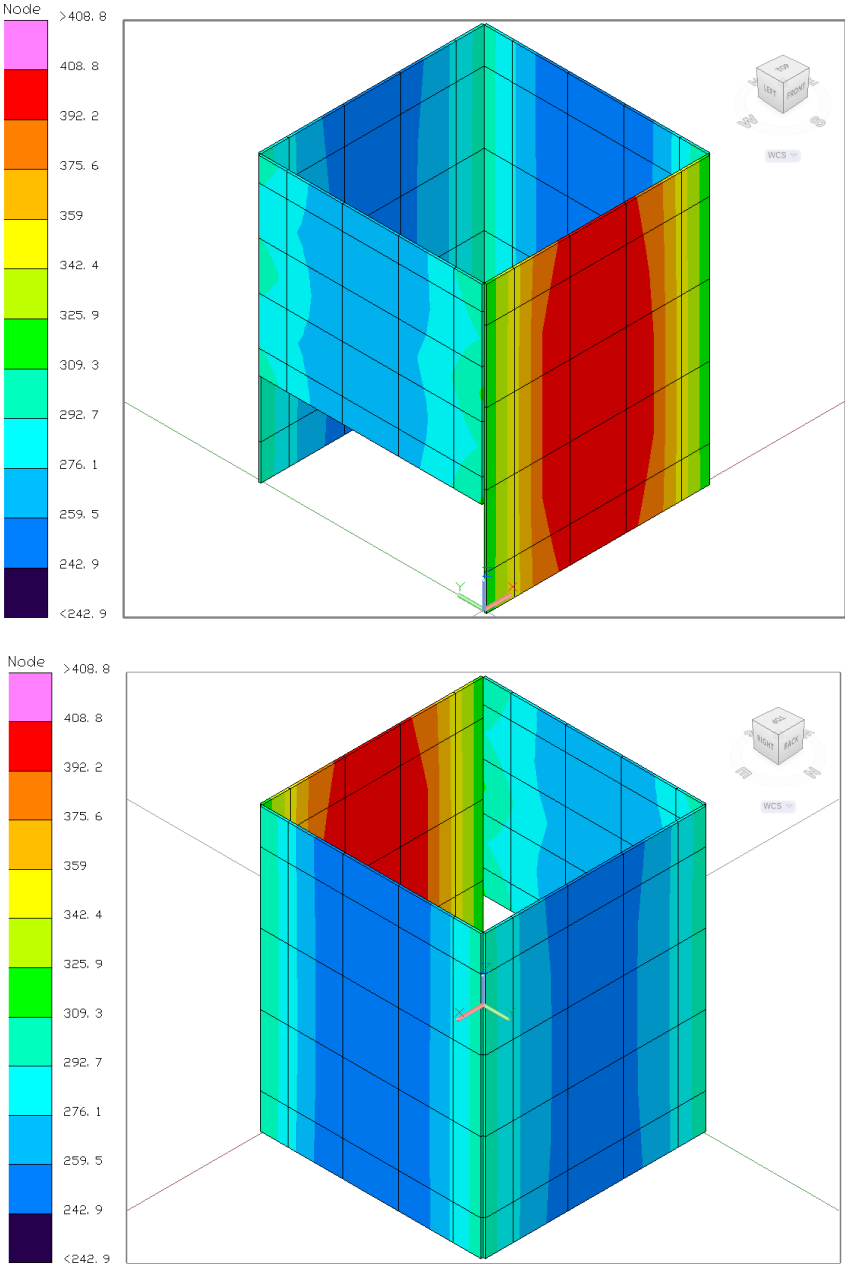 Node
>408. 8
408. 8
392. 2
375. 6
359
342. 4
325. 9
309. 3
292. 7
276. 1
259. 5
242. 9
<242. 9
TOP
LEFT
FRONT
W
S
WCS
Y
X
Node
>408. 8
408. 8
392. 2
375. 6
359
342. 4
325. 9
309. 3
292. 7
276. 1
259. 5
242. 9
<242. 9
TOP
RIGHT
BACK
E
N
WCS